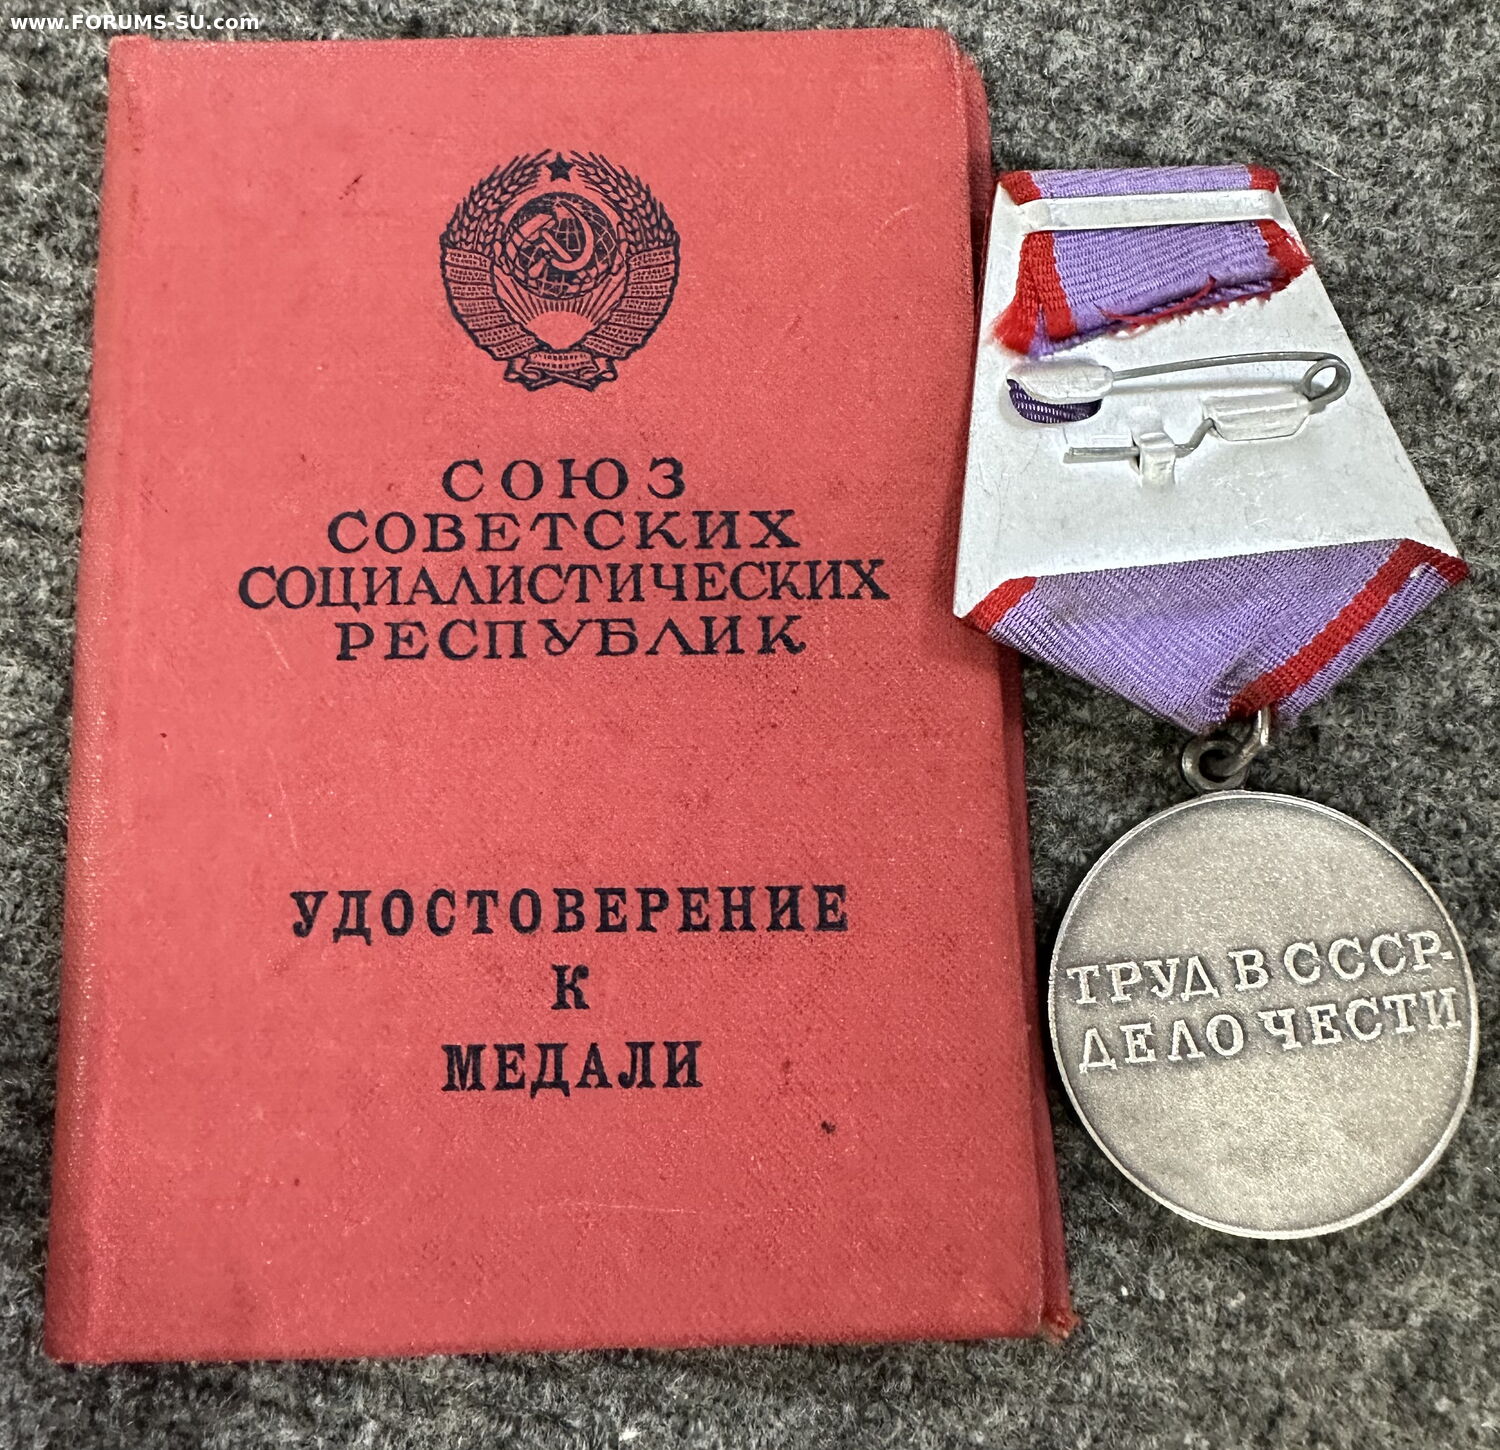 www.FORUMS-SU.com
СОЮЗ
СОВЕТСКИХ
СОЦИАЛИСТИЧЕСКИХ
РЕСПУБЛИК
УДОСТОВЕРЕНИЕ
К
МЕДАЛИ
ТРУД В СССР-
ДЕЛО ЧЕСТИ